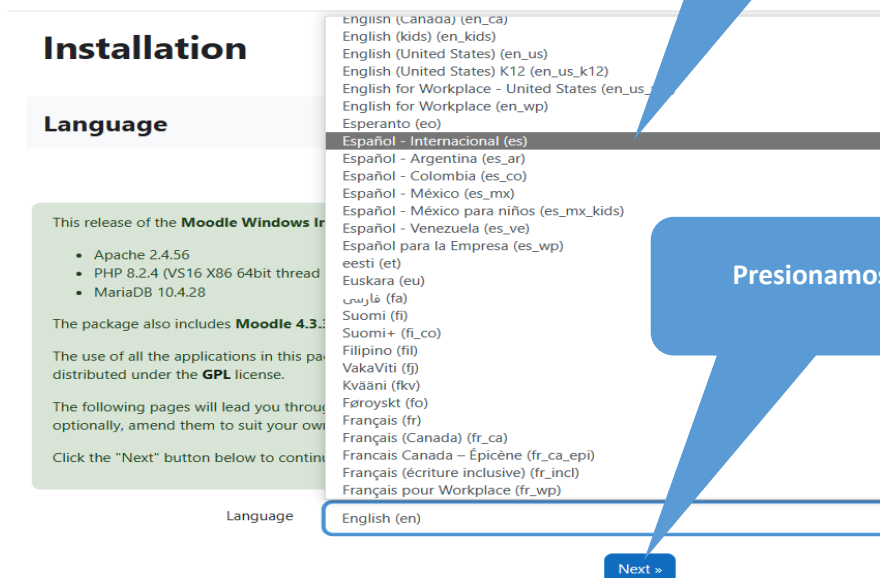 Installation
Language
This release of the Moodle Windows
Apache 2.4.56
PHP 8.2.4 (VS16 X86 64bit thread
MariaDB 10.4.28
The package also includes Moodle 4.3.
The use of all the applications in this
distributed under the GPL license.
The following pages will lead you
optionally, amend them to suit your
Click the "Next" button below to
English (Canada) (en_ca)
English (kids) (en_kids)
English (United States) (en_us)
English (United States) K12 (en_us_k12)
English for Workplace - United States (en_us_
English for Workplace (en_wp)
Esperanto (eo)
Español - Internacional (es)
Español - Argentina (es_ar)
Español - Colombia (es_co)
Español - México (es_mx)
Español - México para niños (es_mx_kids)
Español - Venezuela (es_ve)
Español para la Empresa (es_wp)
eesti (et)
Euskara (eu)
فارسی (fa)
Suomi (fi)
Suomi+ (fi_co)
Filipino (fil)
VakaViti (fj)
Kvääni (fkv)
Føroyskt (fo)
Français (fr)
Français (Canada) (fr_ca)
Francais Canada – Épicène (fr_ca_epi)
Français (écriture inclusive) (fr_incl)
Français pour Workplace (fr_wp)
Presionamos
Language
English (en)
Next »